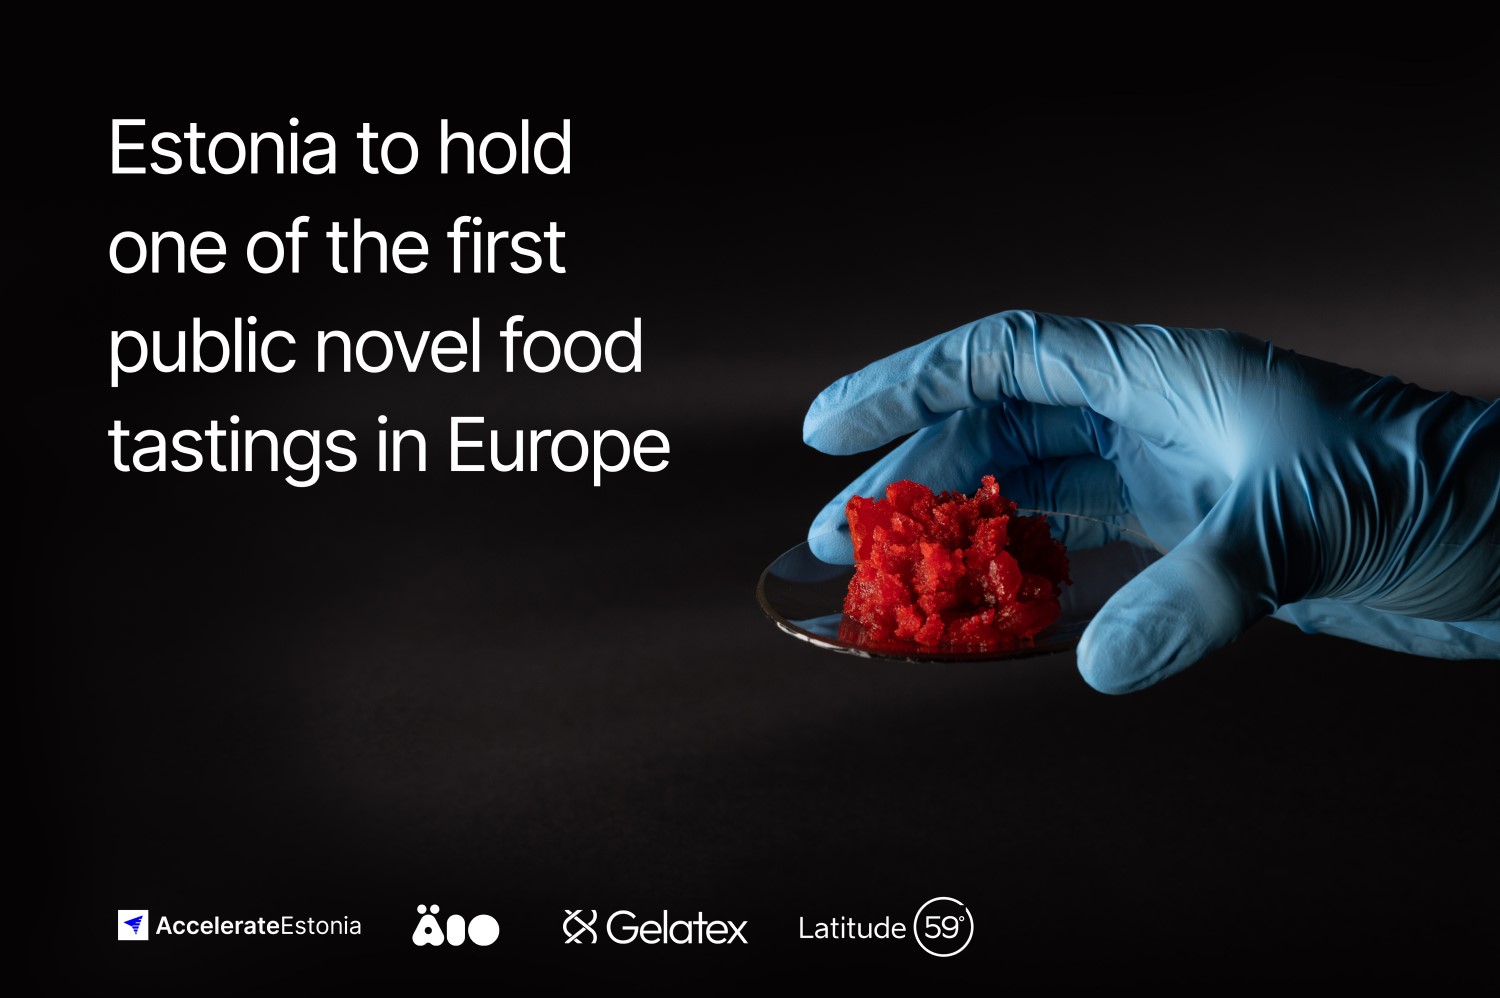 Estonia to hold
one of the first
public novel food
tastings in Europe
AccelerateEstonia
ÄIO
Gelatex
Latitude 59°